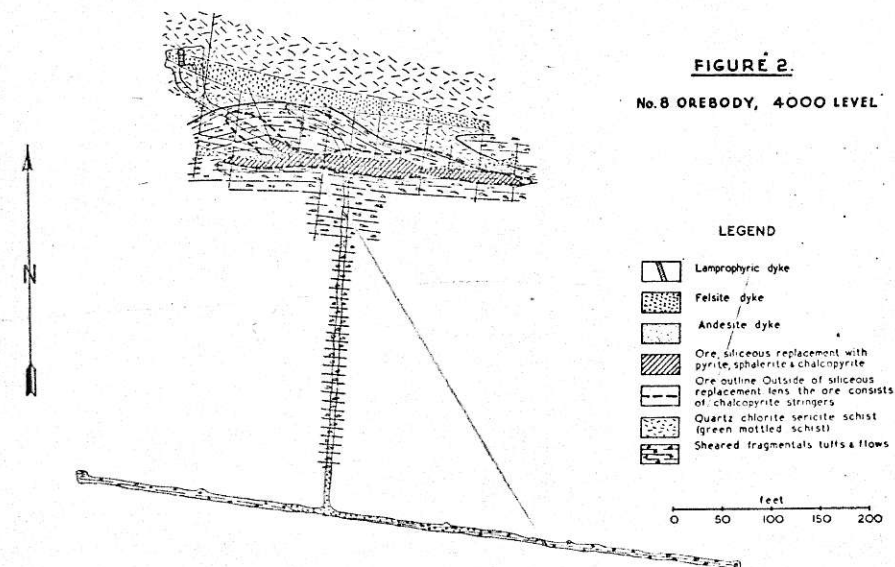 FIGURE 2.
No. 8 OREBODY, 4000 LEVEL
N
LEGEND
Lamprophyric dyke
Felsite dyke
Andesite dyke
Ore, siliceous replacement with
pyrite, sphalerite & chalcopyrite
Ore outline Outside of siliceous
replacement lens the ore consists
of chalcopyrite stringers
Quartz chlorite sericite schist
(green mottled schist)
Sheared fragmentals tuffs & flows
feet
0 50 100 150 200